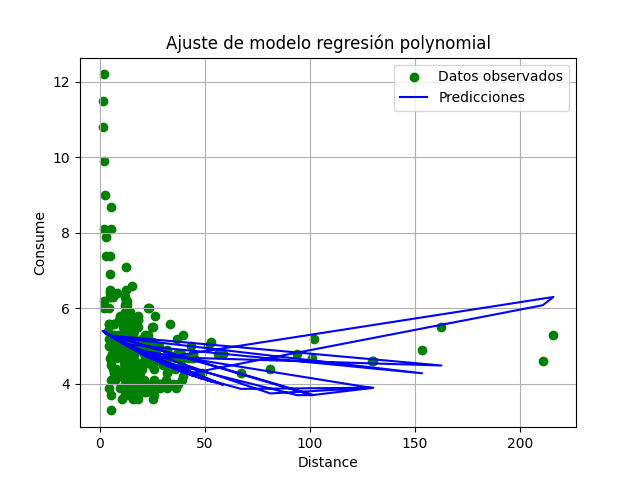 Ajuste de modelo regresión polynomial
Datos observados
Predicciones
12
10
8
6
4
Consume
0
50
100
150
200
Distance